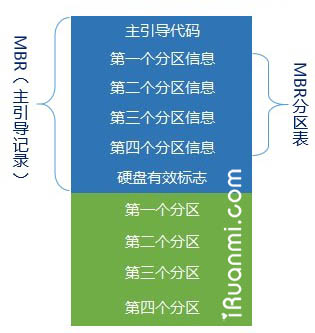 MBR（主引导记录）
主引导代码
第一个分区信息
第二个分区信息
第三个分区信息
第四个分区信息
硬盘有效标志
MBR分区表
第一个分区
第二个分区
第三个分区
第四个分区
iRuanmi.com